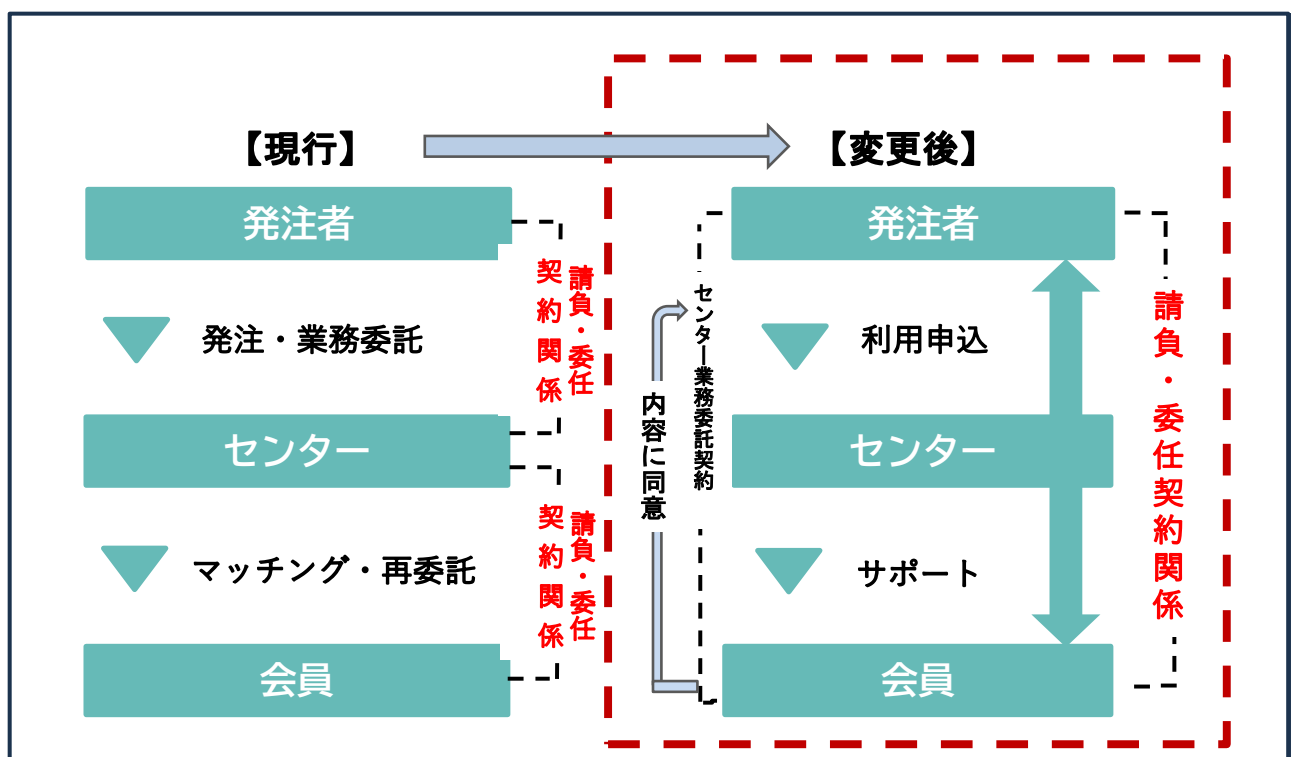 【現行】
発注者
発注・業務委託
請負・委任
契約関係
センター
マッチング・再委託
請負・委任
契約関係
会員
【変更後】
発注者
利用申込
センター
サポート
会員
センター業務委託契約
内容に同意
請負・委任契約関係